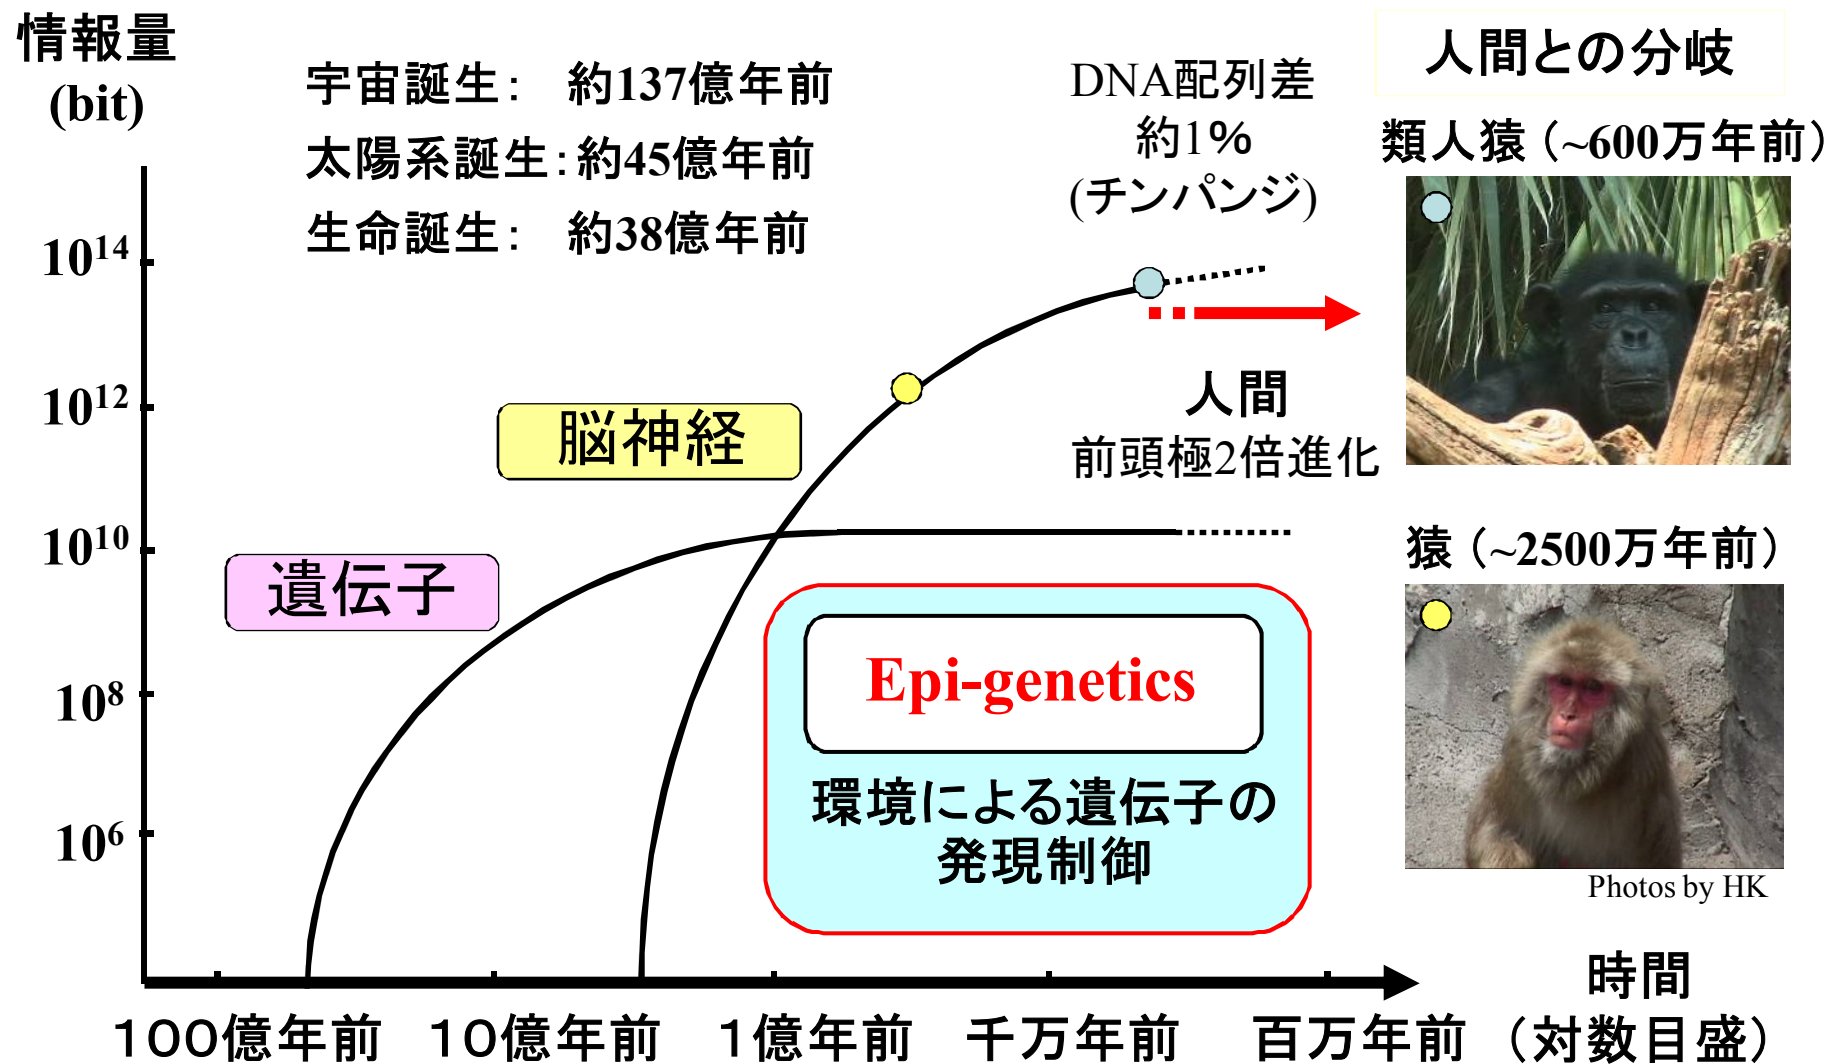 情報量
(bit)
宇宙誕生： 約137億年前
太陽系誕生：約45億年前
生命誕生： 約38億年前
DNA配列差
約1％
(チンパンジ)
人間との分岐
類人猿（~600万年前）
10¹⁴
10¹²
10¹⁰
10⁸
10⁶
脳神経
遺伝子
人間
前頭極2倍進化
猿（~2500万年前）
Epi-genetics
環境による遺伝子の
発現制御
Photos by HK
１００億年前
１０億年前
１億年前
千万年前
百万年前
時間
（対数目盛）